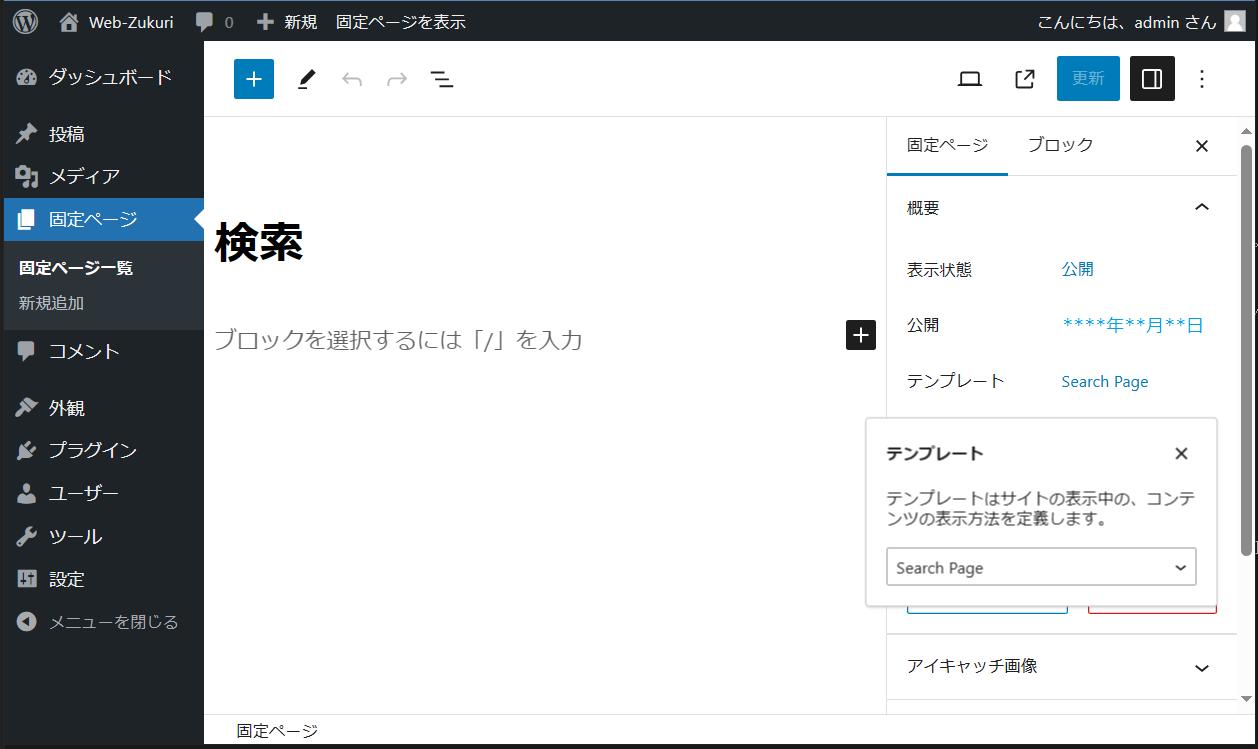 Web-Zukuri 0 新規 固定ページを表示 こんにちは、admin さん
ダッシュボード
投稿
メディア
固定ページ
固定ページ一覧
新規追加
コメント
外観
プラグイン
ユーザー
ツール
設定
メニューを閉じる
更新
検索
ブロックを選択するには「/」を入力
固定ページ ブロック
概要
表示状態 公開
公開 ****年**月**日
テンプレート Search Page
テンプレート
テンプレートはサイトの表示中の、コンテ
ンツの表示方法を定義します。
Search Page
アイキャッチ画像
固定ページ